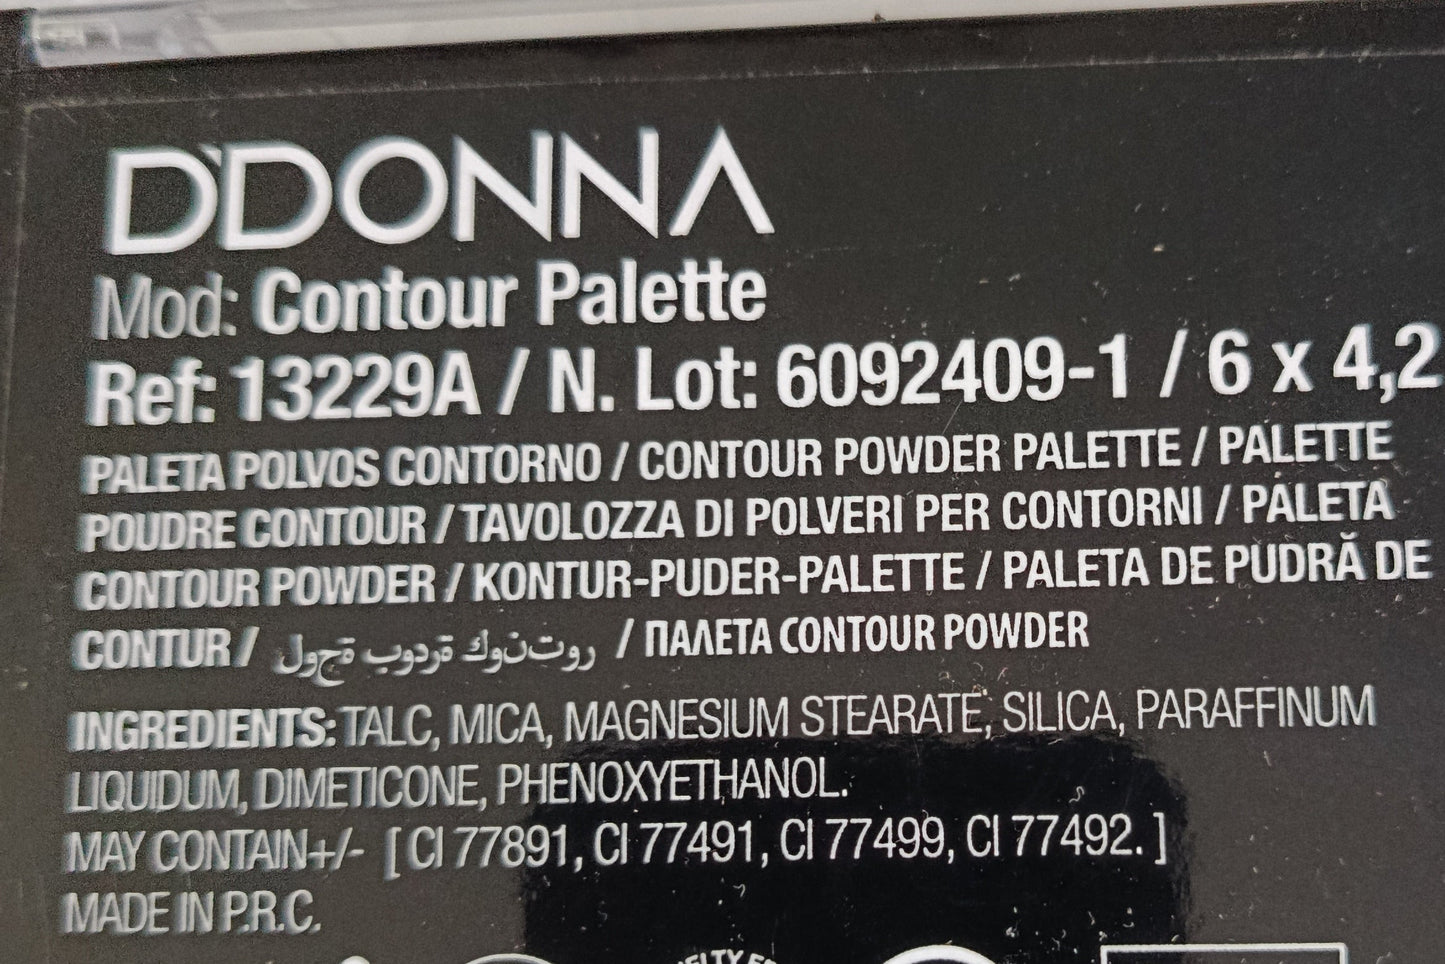 D'DONNA
Mod: Contour Palette
Ref: 13229A / N. Lot: 6092409-1 / 6 x 4,2
PALETA POLVOS CONTORNO / CONTOUR POWDER PALETTE / PALETTE
POUDRE CONTOUR / TAVOLOZZA DI POLVERI PER CONTORNI / PALETA
CONTOUR POWDER / KONTUR-PUDER-PALETTE / PALETA DE PUDRĂ DE
CONTUR / لوحة بودرة كونتور / ΠΑΛΕΤΑ CONTOUR POWDER
INGREDIENTS: TALC, MICA, MAGNESIUM STEARATE, SILICA, PARAFFINUM
LIQUIDUM, DIMETICONE, PHENOXYETHANOL.
MAY CONTAIN+/- [ CI 77891, CI 77491, CI 77499, CI 77492. ]
MADE IN P.R.C.